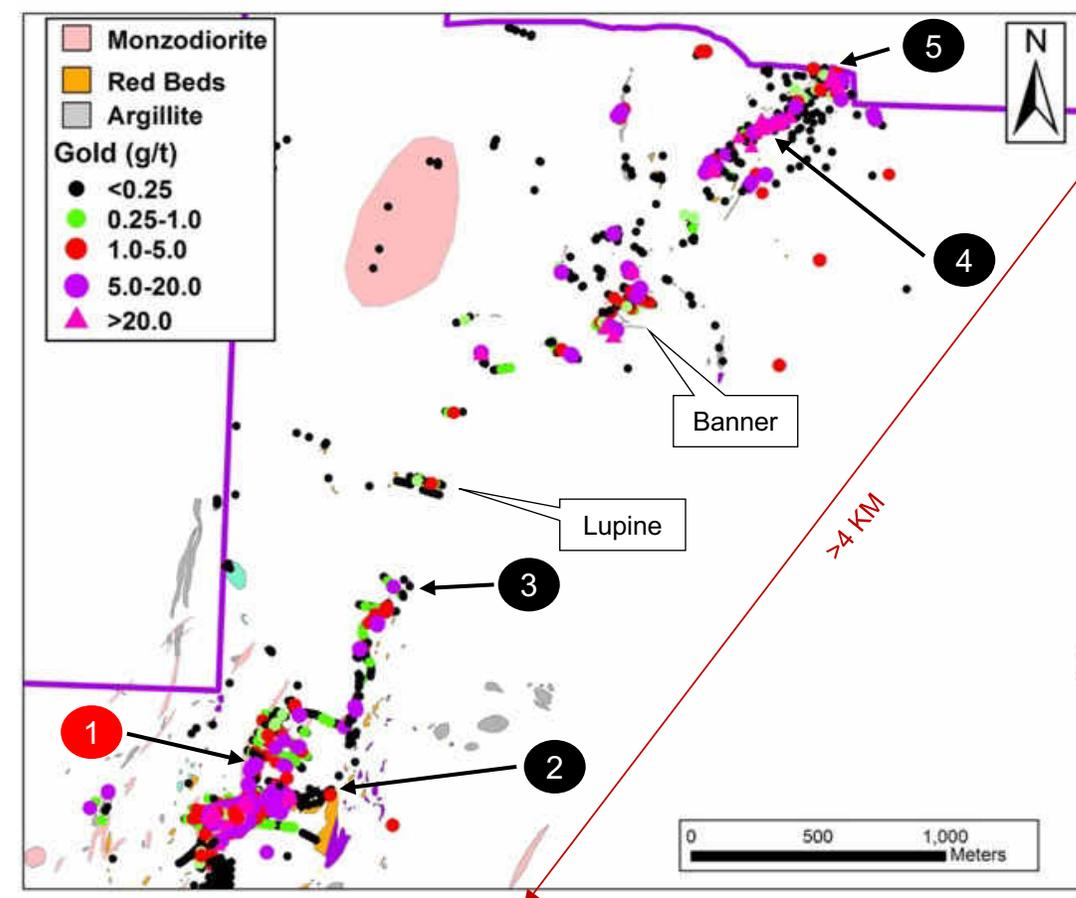 Monzodiorite
Red Beds
Argillite
Gold (g/t)
<0.25
0.25-1.0
1.0-5.0
5.0-20.0
>20.0
5
N
4
Banner
Lupine
>4 KM
3
1
2
0 500 1,000
Meters